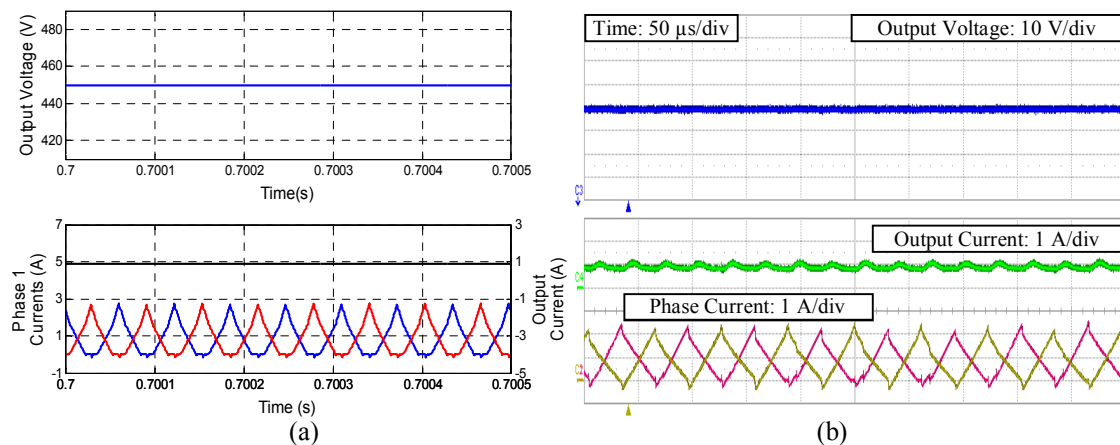 480
460
440
420
Output Voltage (V)
0.7
0.7001
0.7002
0.7003
0.7004
0.7005
Time(s)
7
5
3
1
-1
Phase 1
Currents (A)
3
1
-1
-3
-5
Output
Current (A)
0.7
0.7001
0.7002
0.7003
0.7004
0.7005
Time (s)
(a)
Time: 50 µs/div
Output Voltage: 10 V/div
C3
Output Current: 1 A/div
C4
Phase Current: 1 A/div
(b)